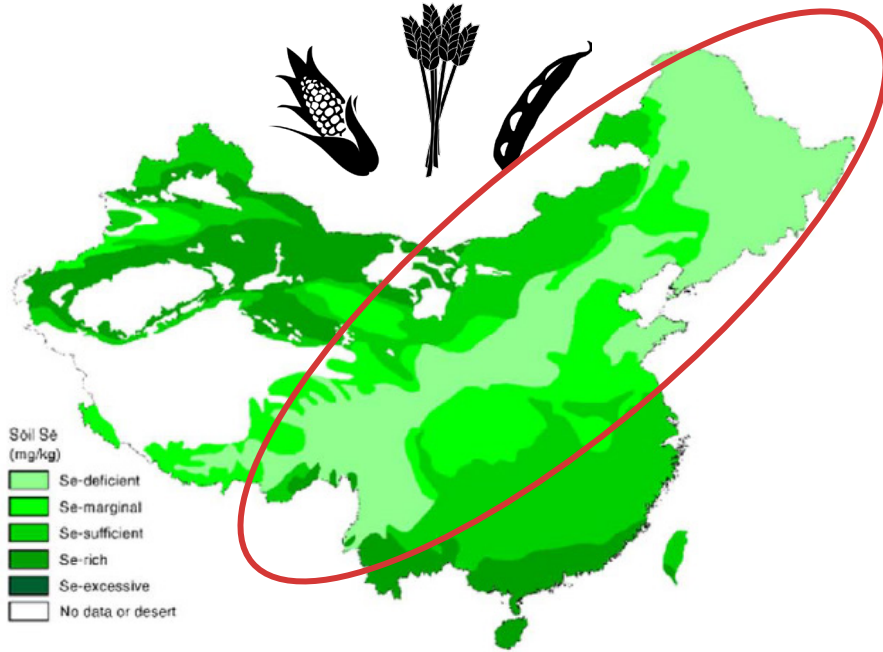 Soil Se
(mg/kg)
Se-deficient
Se-marginal
Se-sufficient
Se-rich
Se-excessive
No data or desert